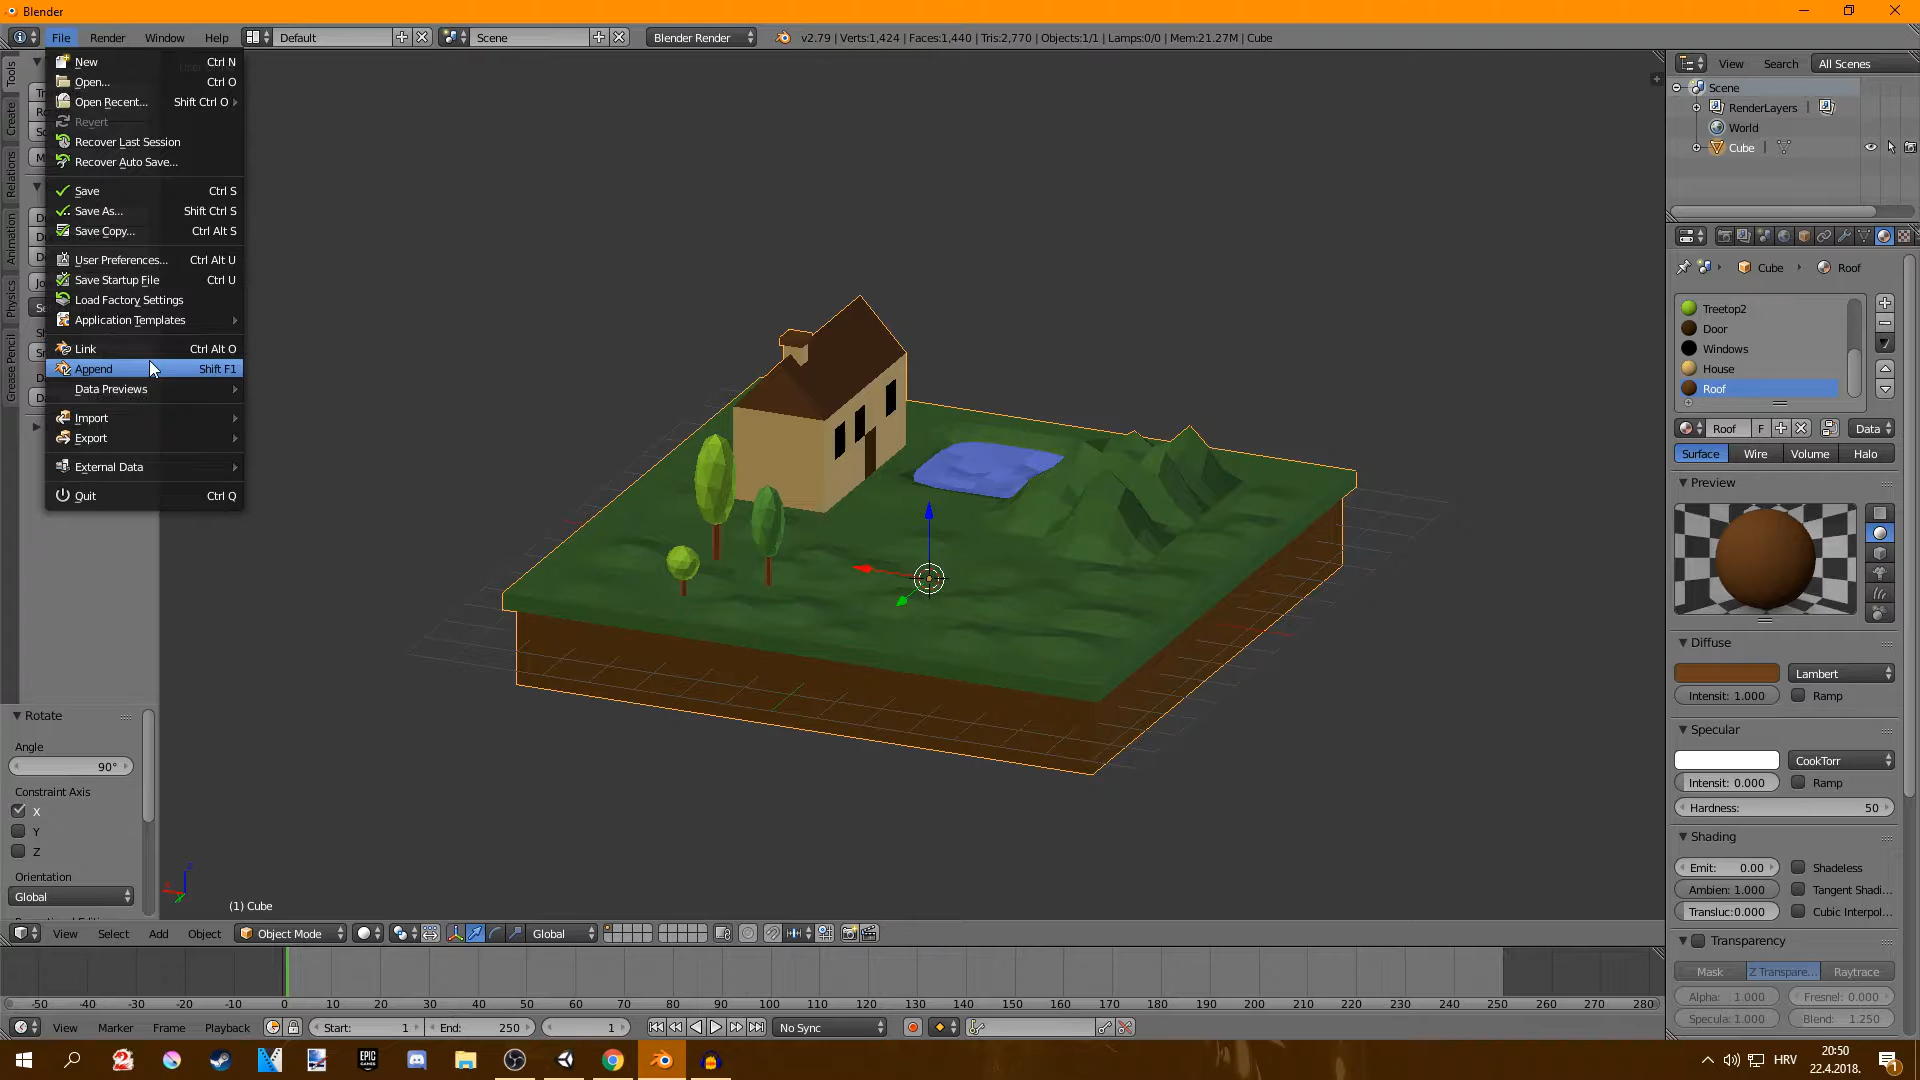 Blender
File Render Window Help Default Scene Blender Render v2.79 | Verts:1,424 | Faces:1,440 | Tris:2,770 | Objects:1/1 | Lamps:0/0 | Mem:21.27M | Cube
New Ctrl N
Open... Ctrl O
Open Recent... Shift Ctrl O
Revert
Recover Last Session
Recover Auto Save...
Save Ctrl S
Save As... Shift Ctrl S
Save Copy... Ctrl Alt S
User Preferences... Ctrl Alt U
Save Startup File Ctrl U
Load Factory Settings
Application Templates
Link Ctrl Alt O
Append Shift F1
Data Previews
Import
Export
External Data
Quit Ctrl Q
Tools
Create
Relations
Animation
Physics
Grease Pencil
Rotate
Angle
90°
Constraint Axis
X
Y
Z
Orientation
Global
(1) Cube
View Select Add Object Object Mode Global
-50 -40 -30 -20 -10 0 10 20 30 40 50 60 70 80 90 100 110 120 130 140 150 160 170 180 190 200 210 220 230 240 250 260 270 280
View Marker Frame Playback Start: 1 End: 250 1 No Sync
View Search All Scenes
Scene
RenderLayers |
World
Cube |
Cube Roof
Treetop2
Door
Windows
House
Roof
Roof F Data
Surface Wire Volume Halo
Preview
Diffuse
Lambert
Intensit: 1.000 Ramp
Specular
CookTorr
Intensit: 0.000 Ramp
Hardness: 50
Shading
Emit: 0.00 Shadeless
Ambien: 1.000 Tangent Shadi...
Transluc:0.000 Cubic Interpol...
Transparency
Mask Z Transpare... Raytrace
Alpha: 1.000 Fresnel: 0.000
Specula: 1.000 Blend: 1.250
EPIC GAMES
HRV
20:50
22.4.2018.
1